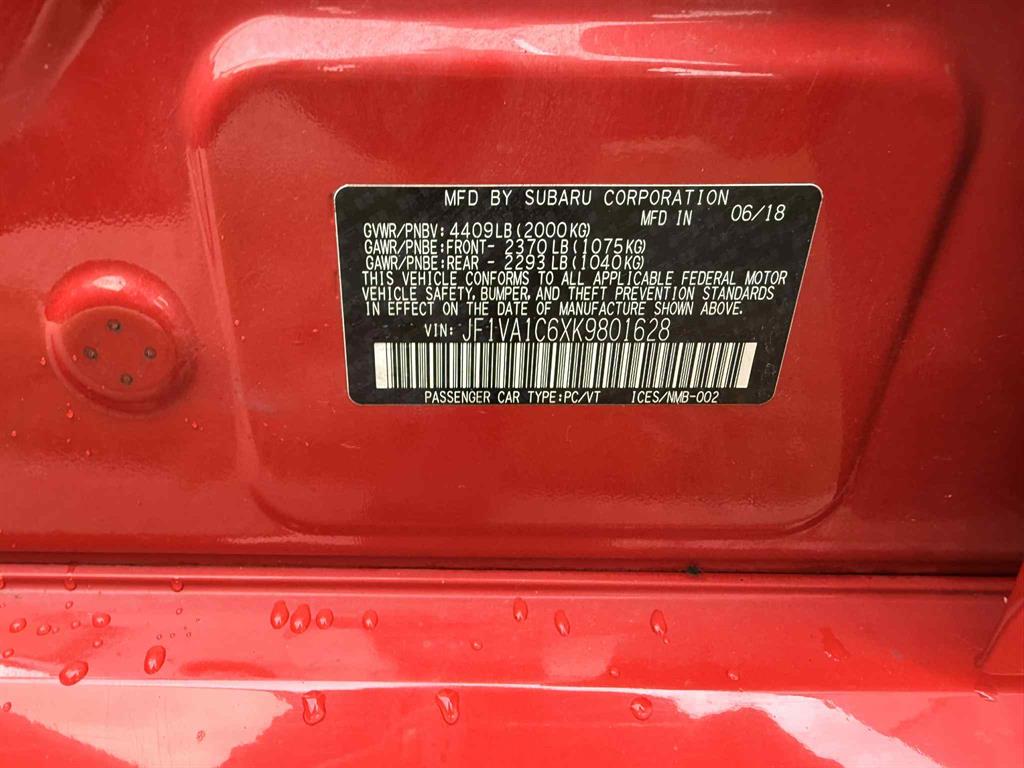 MFD BY SUBARU CORPORATION
MFD IN 06/18
GVWR/PNBV: 4409LB(2000KG)
GAWR/PNBE:FRONT- 2370LB(1075KG)
GAWR/PNBE:REAR - 2293LB(1040KG)
THIS VEHICLE CONFORMS TO ALL APPLICABLE FEDERAL MOTOR
VEHICLE SAFETY, BUMPER, AND THEFT PREVENTION STANDARDS
IN EFFECT ON THE DATE OF MANUFACTURE SHOWN ABOVE.
VIN: JF1VA1C6XK9801628
PASSENGER CAR TYPE:PC/VT ICES/NMB-002